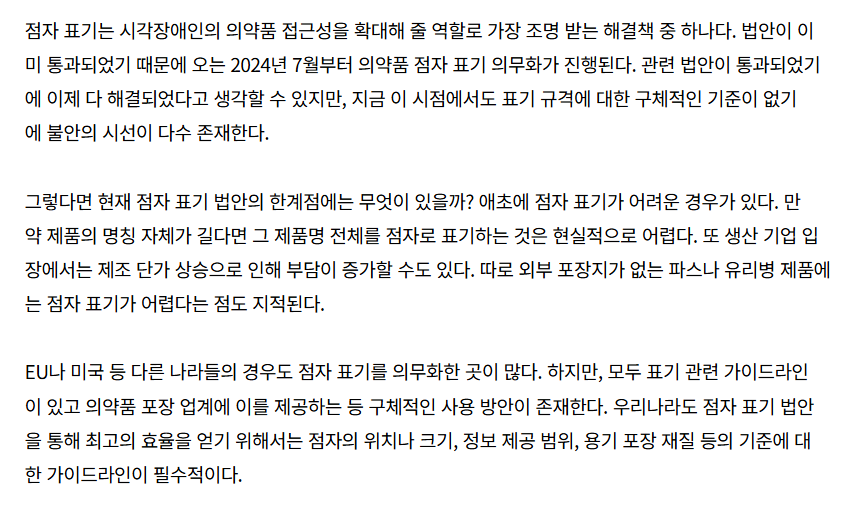 점자 표기는 시각장애인의 의약품 접근성을 확대해 줄 역할로 가장 조명 받는 해결책 중 하나다. 법안이 이
미 통과되었기 때문에 오는 2024년 7월부터 의약품 점자 표기 의무화가 진행된다. 관련 법안이 통과되었기
에 이제 다 해결되었다고 생각할 수 있지만, 지금 이 시점에서도 표기 규격에 대한 구체적인 기준이 없기
에 불안의 시선이 다수 존재한다.
그렇다면 현재 점자 표기 법안의 한계점에는 무엇이 있을까? 애초에 점자 표기가 어려운 경우가 있다. 만
약 제품의 명칭 자체가 길다면 그 제품명 전체를 점자로 표기하는 것은 현실적으로 어렵다. 또 생산 기업 입
장에서는 제조 단가 상승으로 인해 부담이 증가할 수도 있다. 따로 외부 포장지가 없는 파스나 유리병 제품에
는 점자 표기가 어렵다는 점도 지적된다.
EU나 미국 등 다른 나라들의 경우도 점자 표기를 의무화한 곳이 많다. 하지만, 모두 표기 관련 가이드라인
이 있고 의약품 포장 업계에 이를 제공하는 등 구체적인 사용 방안이 존재한다. 우리나라도 점자 표기 법안
을 통해 최고의 효율을 얻기 위해서는 점자의 위치나 크기, 정보 제공 범위, 용기 포장 재질 등의 기준에 대
한 가이드라인이 필수적이다.